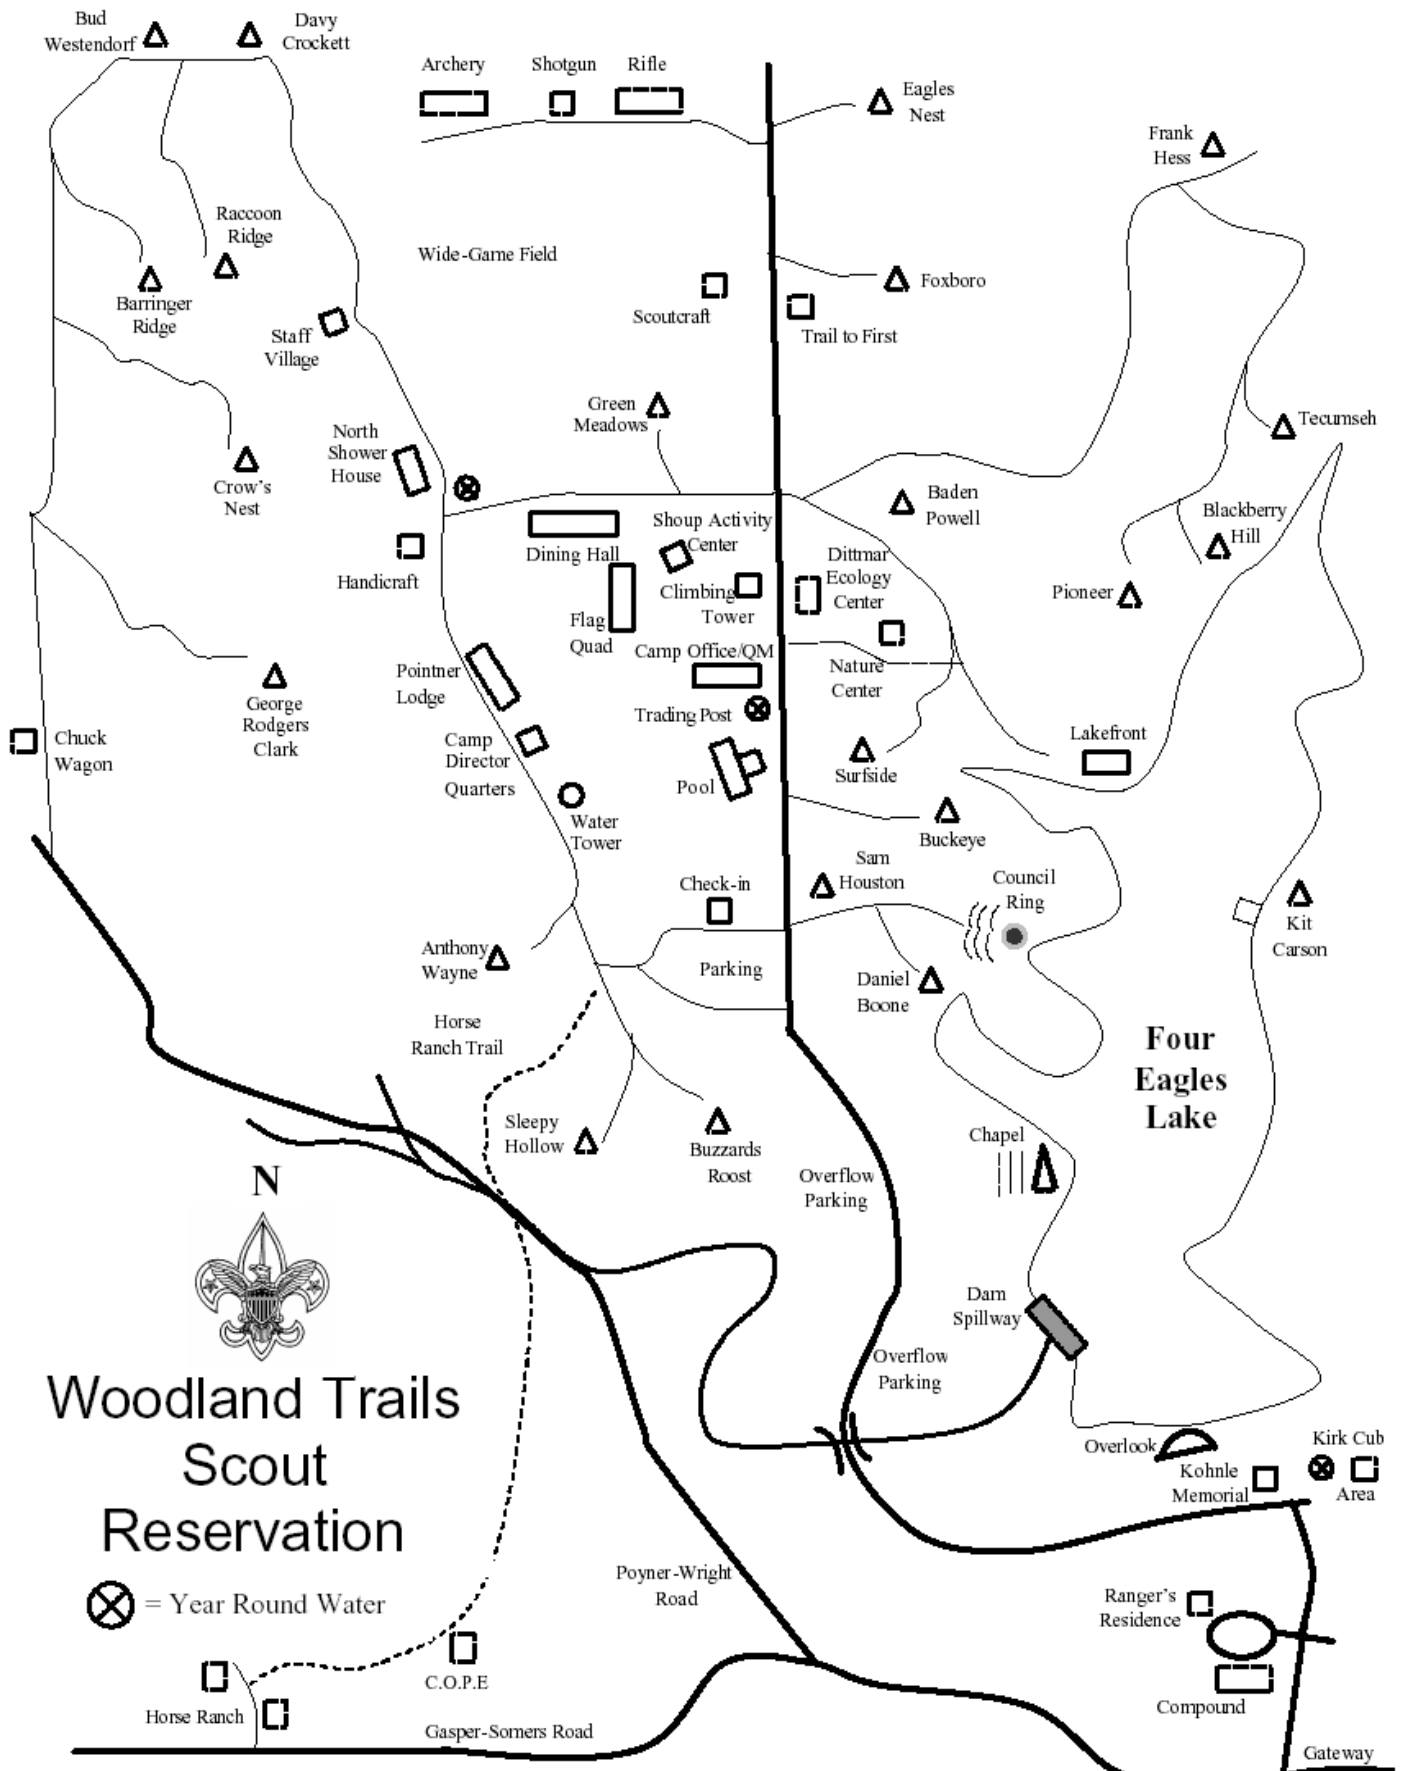 Bud
Westendorf
Davy
Crockett
Archery
Shotgun
Rifle
Eagles
Nest
Frank
Hess
Raccoon
Ridge
Wide-Game Field
Foxboro
Barringer
Ridge
Scoutcraft
Staff
Village
Trail to First
Green
Meadows
Tecumseh
North
Shower
House
Crow's
Nest
Baden
Powell
Blackberry
Hill
Shoup Activity
Center
Dining Hall
Handicraft
Dittmar
Ecology
Center
Climbing
Tower
Pioneer
Flag
Quad
Camp Office/QM
Pointner
Lodge
Nature
Center
George
Rodgers
Clark
Trading Post
Chuck
Wagon
Camp
Director
Quarters
Lakefront
Surfside
Pool
Water
Tower
Buckeye
Sam
Houston
Check-in
Council
Ring
Kit
Carson
Anthony
Wayne
Parking
Daniel
Boone
Horse
Ranch Trail
Four
Eagles
Lake
Sleepy
Hollow
Buzzards
Roost
Chapel
Overflow
Parking
N
Dam
Spillway
Overflow
Parking
Woodland Trails
Scout
Reservation
Overlook
Kirk Cub
Area
Kohnle
Memorial
= Year Round Water
Poyner-Wright
Road
Ranger's
Residence
C.O.P.E
Horse Ranch
Compound
Gasper-Somers Road
Gateway